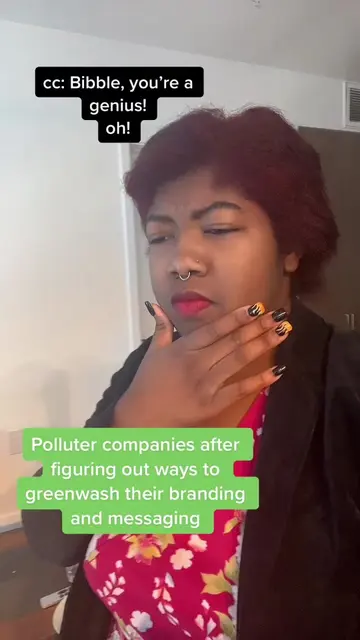 cc: Bibble, you're a
genius!
oh!
Polluter companies after
figuring out ways to
greenwash their branding
and messaging